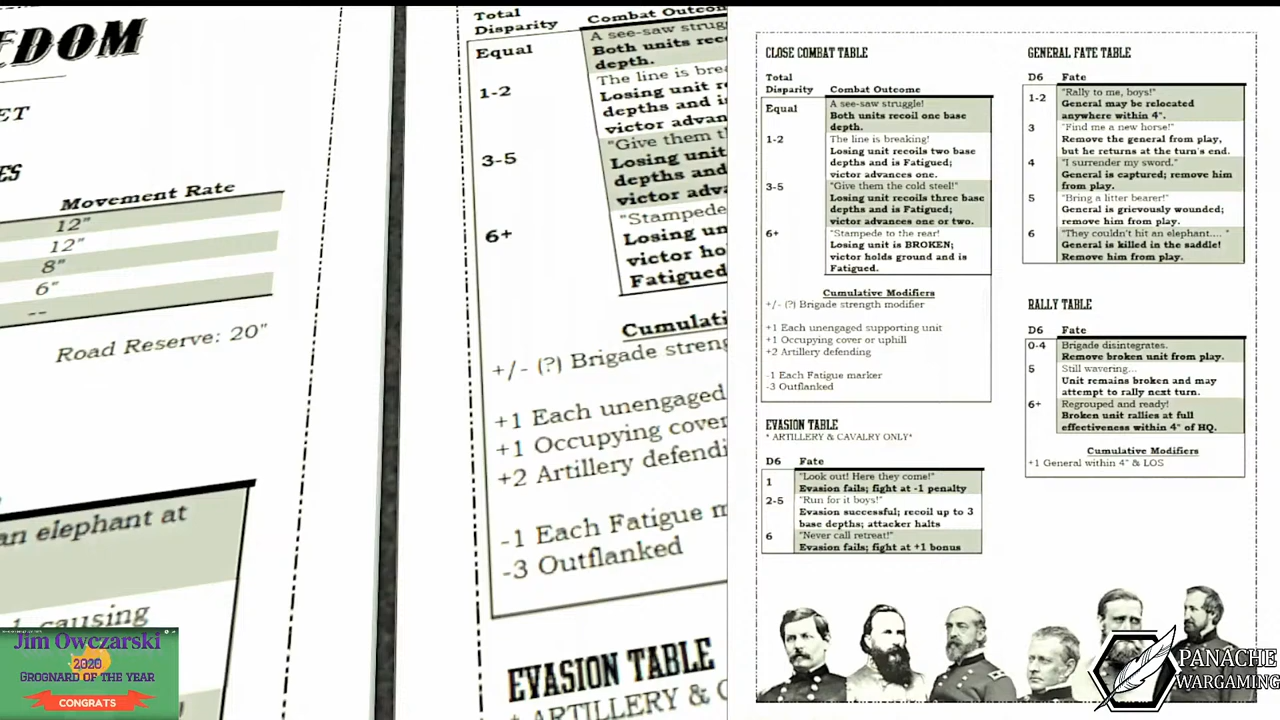 EDOM
ET
ES
Movement Rate
12"
12"
8"
6"
--
Road Reserve: 20"
an elephant at
causing
Jim Owczarski
2020
GROGNARD OF THE YEAR
CONGRATS
Total
Disparity
Combat Outco
Equal
A see-saw strug
Both units rec
depth.
1-2
The line is brea
Losing unit r
depths and i
victor advan
3-5
"Give them t
Losing unit
depths and
victor adva
6+
"Stampede
Losing un
victor ho
Fatigued
Cumulati
+/- (?) Brigade streng
+1 Each unengaged
+1 Occupying cover
+2 Artillery defendi
-1 Each Fatigue m
-3 Outflanked
EVASION TABLE
* ARTILLERY & C
CLOSE COMBAT TABLE
Total
Disparity
Combat Outcome
Equal
A see-saw struggle!
Both units recoil one base
depth.
1-2
The line is breaking!
Losing unit recoils two base
depths and is Fatigued;
victor advances one.
3-5
"Give them the cold steel!"
Losing unit recoils three base
depths and is Fatigued;
victor advances one or two.
6+
"Stampede to the rear!
Losing unit is BROKEN;
victor holds ground and is
Fatigued.
Cumulative Modifiers
+/- (?) Brigade strength modifier
+1 Each unengaged supporting unit
+1 Occupying cover or uphill
+2 Artillery defending
-1 Each Fatigue marker
-3 Outflanked
EVASION TABLE
* ARTILLERY & CAVALRY ONLY*
D6 Fate
1
"Look out! Here they come!"
Evasion fails; fight at -1 penalty
2-5
"Run for it boys!"
Evasion successful; recoil up to 3
base depths; attacker halts
6
"Never call retreat!"
Evasion fails; fight at +1 bonus
GENERAL FATE TABLE
D6 Fate
1-2
"Rally to me, boys!"
General may be relocated
anywhere within 4".
3
"Find me a new horse!"
Remove the general from play,
but he returns at the turn's end.
4
"I surrender my sword."
General is captured; remove him
from play.
5
"Bring a litter bearer!"
General is grievously wounded;
remove him from play.
6
"They couldn't hit an elephant.... "
General is killed in the saddle!
Remove him from play.
RALLY TABLE
D6 Fate
0-4
Brigade disintegrates.
Remove broken unit from play.
5
Still wavering...
Unit remains broken and may
attempt to rally next turn.
6+
Regrouped and ready!
Broken unit rallies at full
effectiveness within 4" of HQ.
Cumulative Modifiers
+1 General within 4" & LOS
PANACHE
WARGAMING